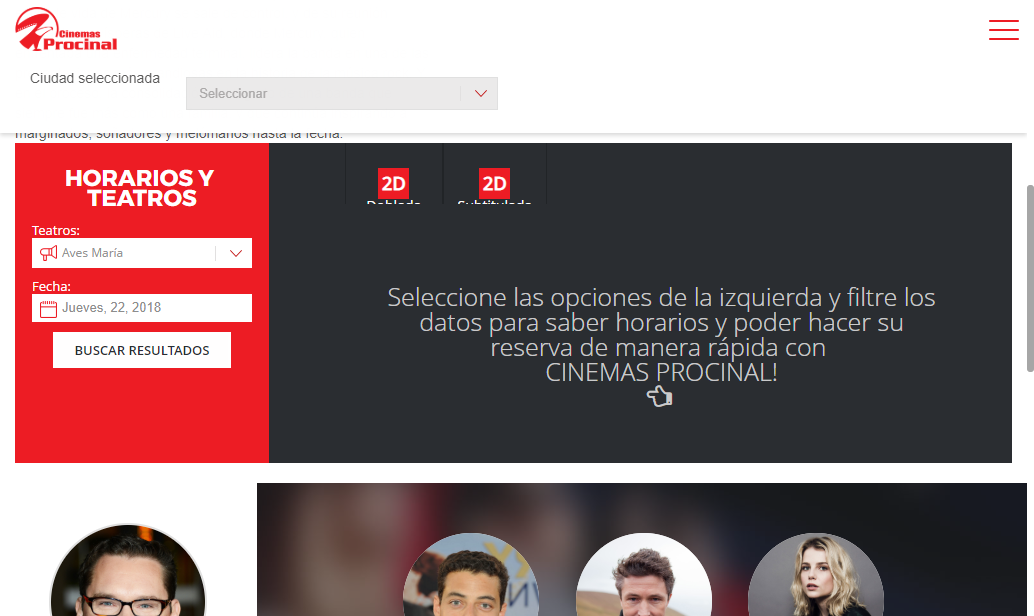 Cinemas
Procinal
Ciudad seleccionada
Seleccionar
marginados, soñadores y melómanos hasta la fecha.
HORARIOS Y
TEATROS
Teatros:
Aves María
Fecha:
Jueves, 22, 2018
BUSCAR RESULTADOS
2D
Doblada
2D
Subtitulada
Seleccione las opciones de la izquierda y filtre los
datos para saber horarios y poder hacer su
reserva de manera rápida con
CINEMAS PROCINAL!